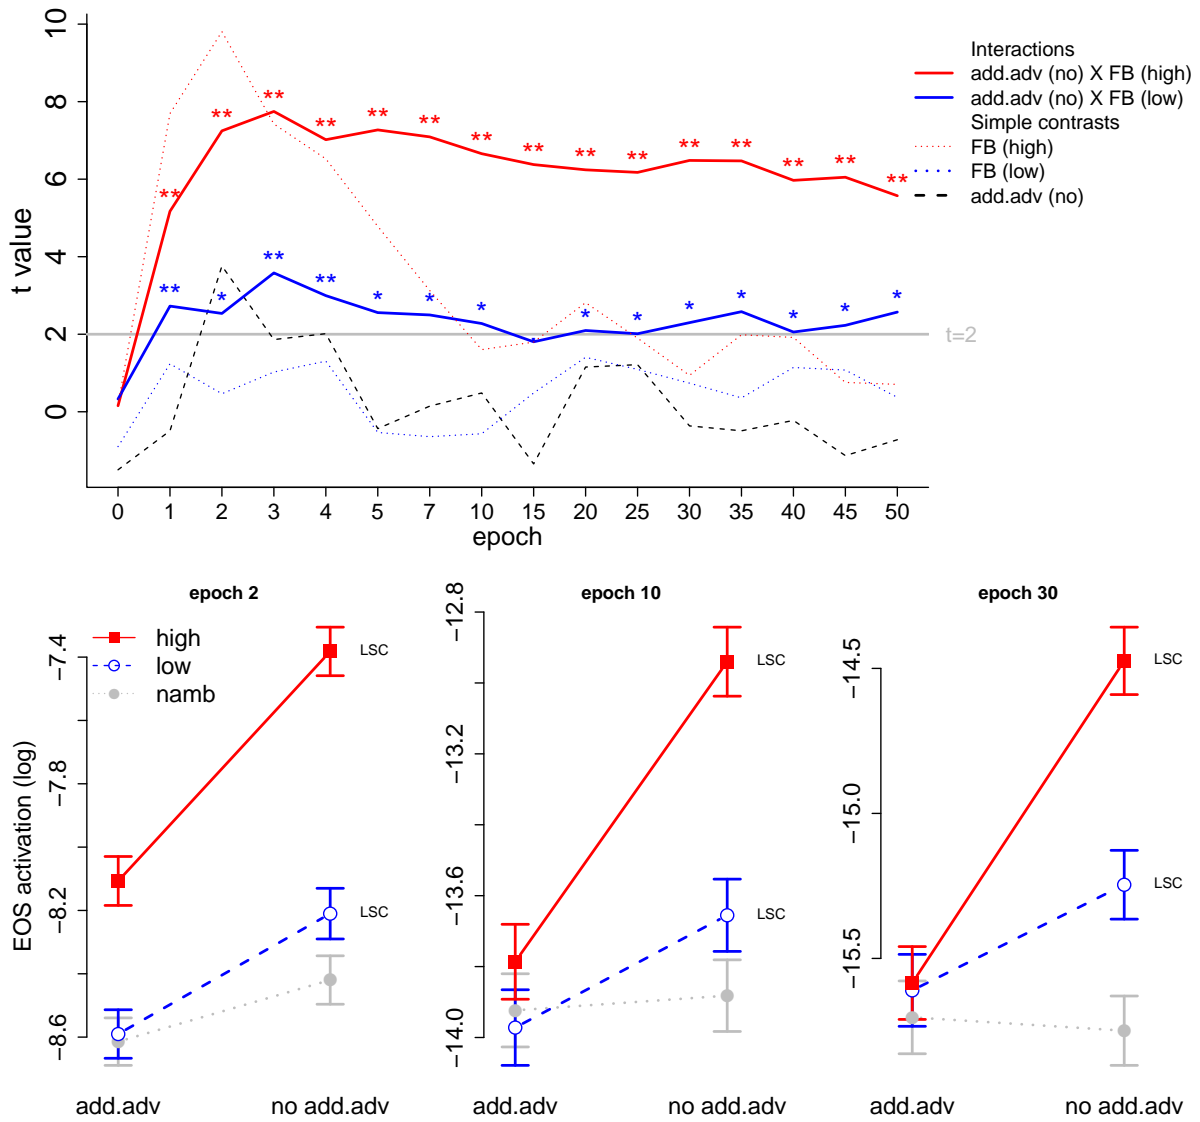 Interactions
add.adv (no) X FB (high)
add.adv (no) X FB (low)
Simple contrasts
FB (high)
FB (low)
add.adv (no)
t value
10
8
6
4
2
0
** ** ** ** ** ** ** ** ** ** ** ** ** ** **
** * ** ** * * * * * * * * * *
t=2
0 1 2 3 4 5 7 10 15 20 25 30 35 40 45 50
epoch
epoch 2
high
low
namb
EOS activation (log)
−7.4
−7.8
−8.2
−8.6
LSC
LSC
add.adv no add.adv
epoch 10
−12.8
−13.2
−13.6
−14.0
LSC
LSC
add.adv no add.adv
epoch 30
−14.5
−15.0
−15.5
LSC
LSC
add.adv no add.adv